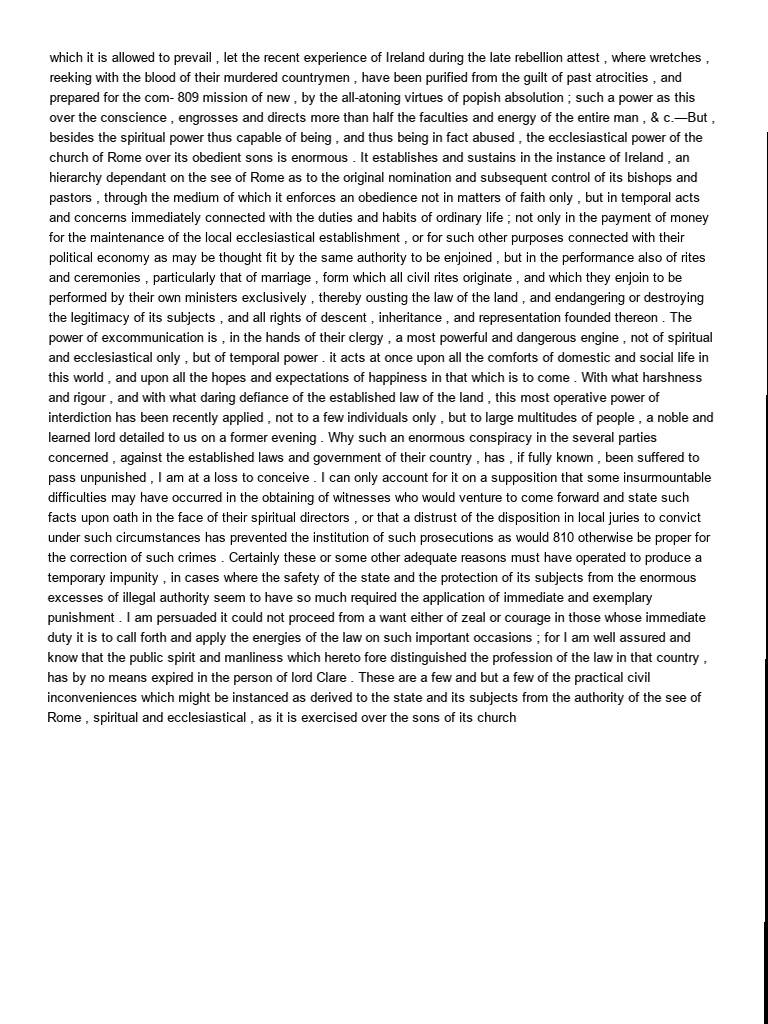 which it is allowed to prevail , let the recent experience of Ireland during the late rebellion attest , where wretches ,
reeking with the blood of their murdered countrymen , have been purified from the guilt of past atrocities , and
prepared for the com- 809 mission of new , by the all-atoning virtues of popish absolution ; such a power as this
over the conscience , engrosses and directs more than half the faculties and energy of the entire man , & c.—But ,
besides the spiritual power thus capable of being , and thus being in fact abused , the ecclesiastical power of the
church of Rome over its obedient sons is enormous . It establishes and sustains in the instance of Ireland , an
hierarchy dependant on the see of Rome as to the original nomination and subsequent control of its bishops and
pastors , through the medium of which it enforces an obedience not in matters of faith only , but in temporal acts
and concerns immediately connected with the duties and habits of ordinary life ; not only in the payment of money
for the maintenance of the local ecclesiastical establishment , or for such other purposes connected with their
political economy as may be thought fit by the same authority to be enjoined , but in the performance also of rites
and ceremonies , particularly that of marriage , form which all civil rites originate , and which they enjoin to be
performed by their own ministers exclusively , thereby ousting the law of the land , and endangering or destroying
the legitimacy of its subjects , and all rights of descent , inheritance , and representation founded thereon . The
power of excommunication is , in the hands of their clergy , a most powerful and dangerous engine , not of spiritual
and ecclesiastical only , but of temporal power . it acts at once upon all the comforts of domestic and social life in
this world , and upon all the hopes and expectations of happiness in that which is to come . With what harshness
and rigour , and with what daring defiance of the established law of the land , this most operative power of
interdiction has been recently applied , not to a few individuals only , but to large multitudes of people , a noble and
learned lord detailed to us on a former evening . Why such an enormous conspiracy in the several parties
concerned , against the established laws and government of their country , has , if fully known , been suffered to
pass unpunished , I am at a loss to conceive . I can only account for it on a supposition that some insurmountable
difficulties may have occurred in the obtaining of witnesses who would venture to come forward and state such
facts upon oath in the face of their spiritual directors , or that a distrust of the disposition in local juries to convict
under such circumstances has prevented the institution of such prosecutions as would 810 otherwise be proper for
the correction of such crimes . Certainly these or some other adequate reasons must have operated to produce a
temporary impunity , in cases where the safety of the state and the protection of its subjects from the enormous
excesses of illegal authority seem to have so much required the application of immediate and exemplary
punishment . I am persuaded it could not proceed from a want either of zeal or courage in those whose immediate
duty it is to call forth and apply the energies of the law on such important occasions ; for I am well assured and
know that the public spirit and manliness which hereto fore distinguished the profession of the law in that country ,
has by no means expired in the person of lord Clare . These are a few and but a few of the practical civil
inconveniences which might be instanced as derived to the state and its subjects from the authority of the see of
Rome , spiritual and ecclesiastical , as it is exercised over the sons of its church